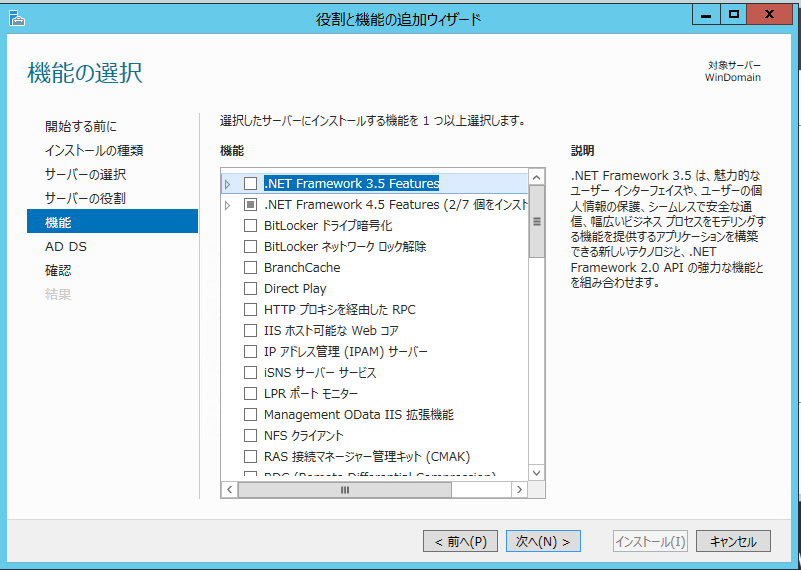 役割と機能の追加ウィザード
機能の選択
対象サーバー
WinDomain
開始する前に
インストールの種類
サーバーの選択
サーバーの役割
機能
AD DS
確認
結果
選択したサーバーにインストールする機能を 1 つ以上選択します。
機能
.NET Framework 3.5 Features
.NET Framework 4.5 Features (2/7 個をインスト
BitLocker ドライブ暗号化
BitLocker ネットワーク ロック解除
BranchCache
Direct Play
HTTP プロキシを経由した RPC
IIS ホスト可能な Web コア
IP アドレス管理 (IPAM) サーバー
iSNS サーバー サービス
LPR ポート モニター
Management OData IIS 拡張機能
NFS クライアント
RAS 接続マネージャー管理キット (CMAK)
RDC (Remote Differential Compression)
説明
.NET Framework 3.5 は、魅力的な
ユーザー インターフェイスや、ユーザーの個
人情報の保護、シームレスで安全な通
信、幅広いビジネス プロセスをモデリングす
る機能を提供するアプリケーションを構築
できる新しいテクノロジと、.NET
Framework 2.0 API の強力な機能と
を組み合わせます。
< 前へ(P)
次へ(N) >
インストール(I)
キャンセル